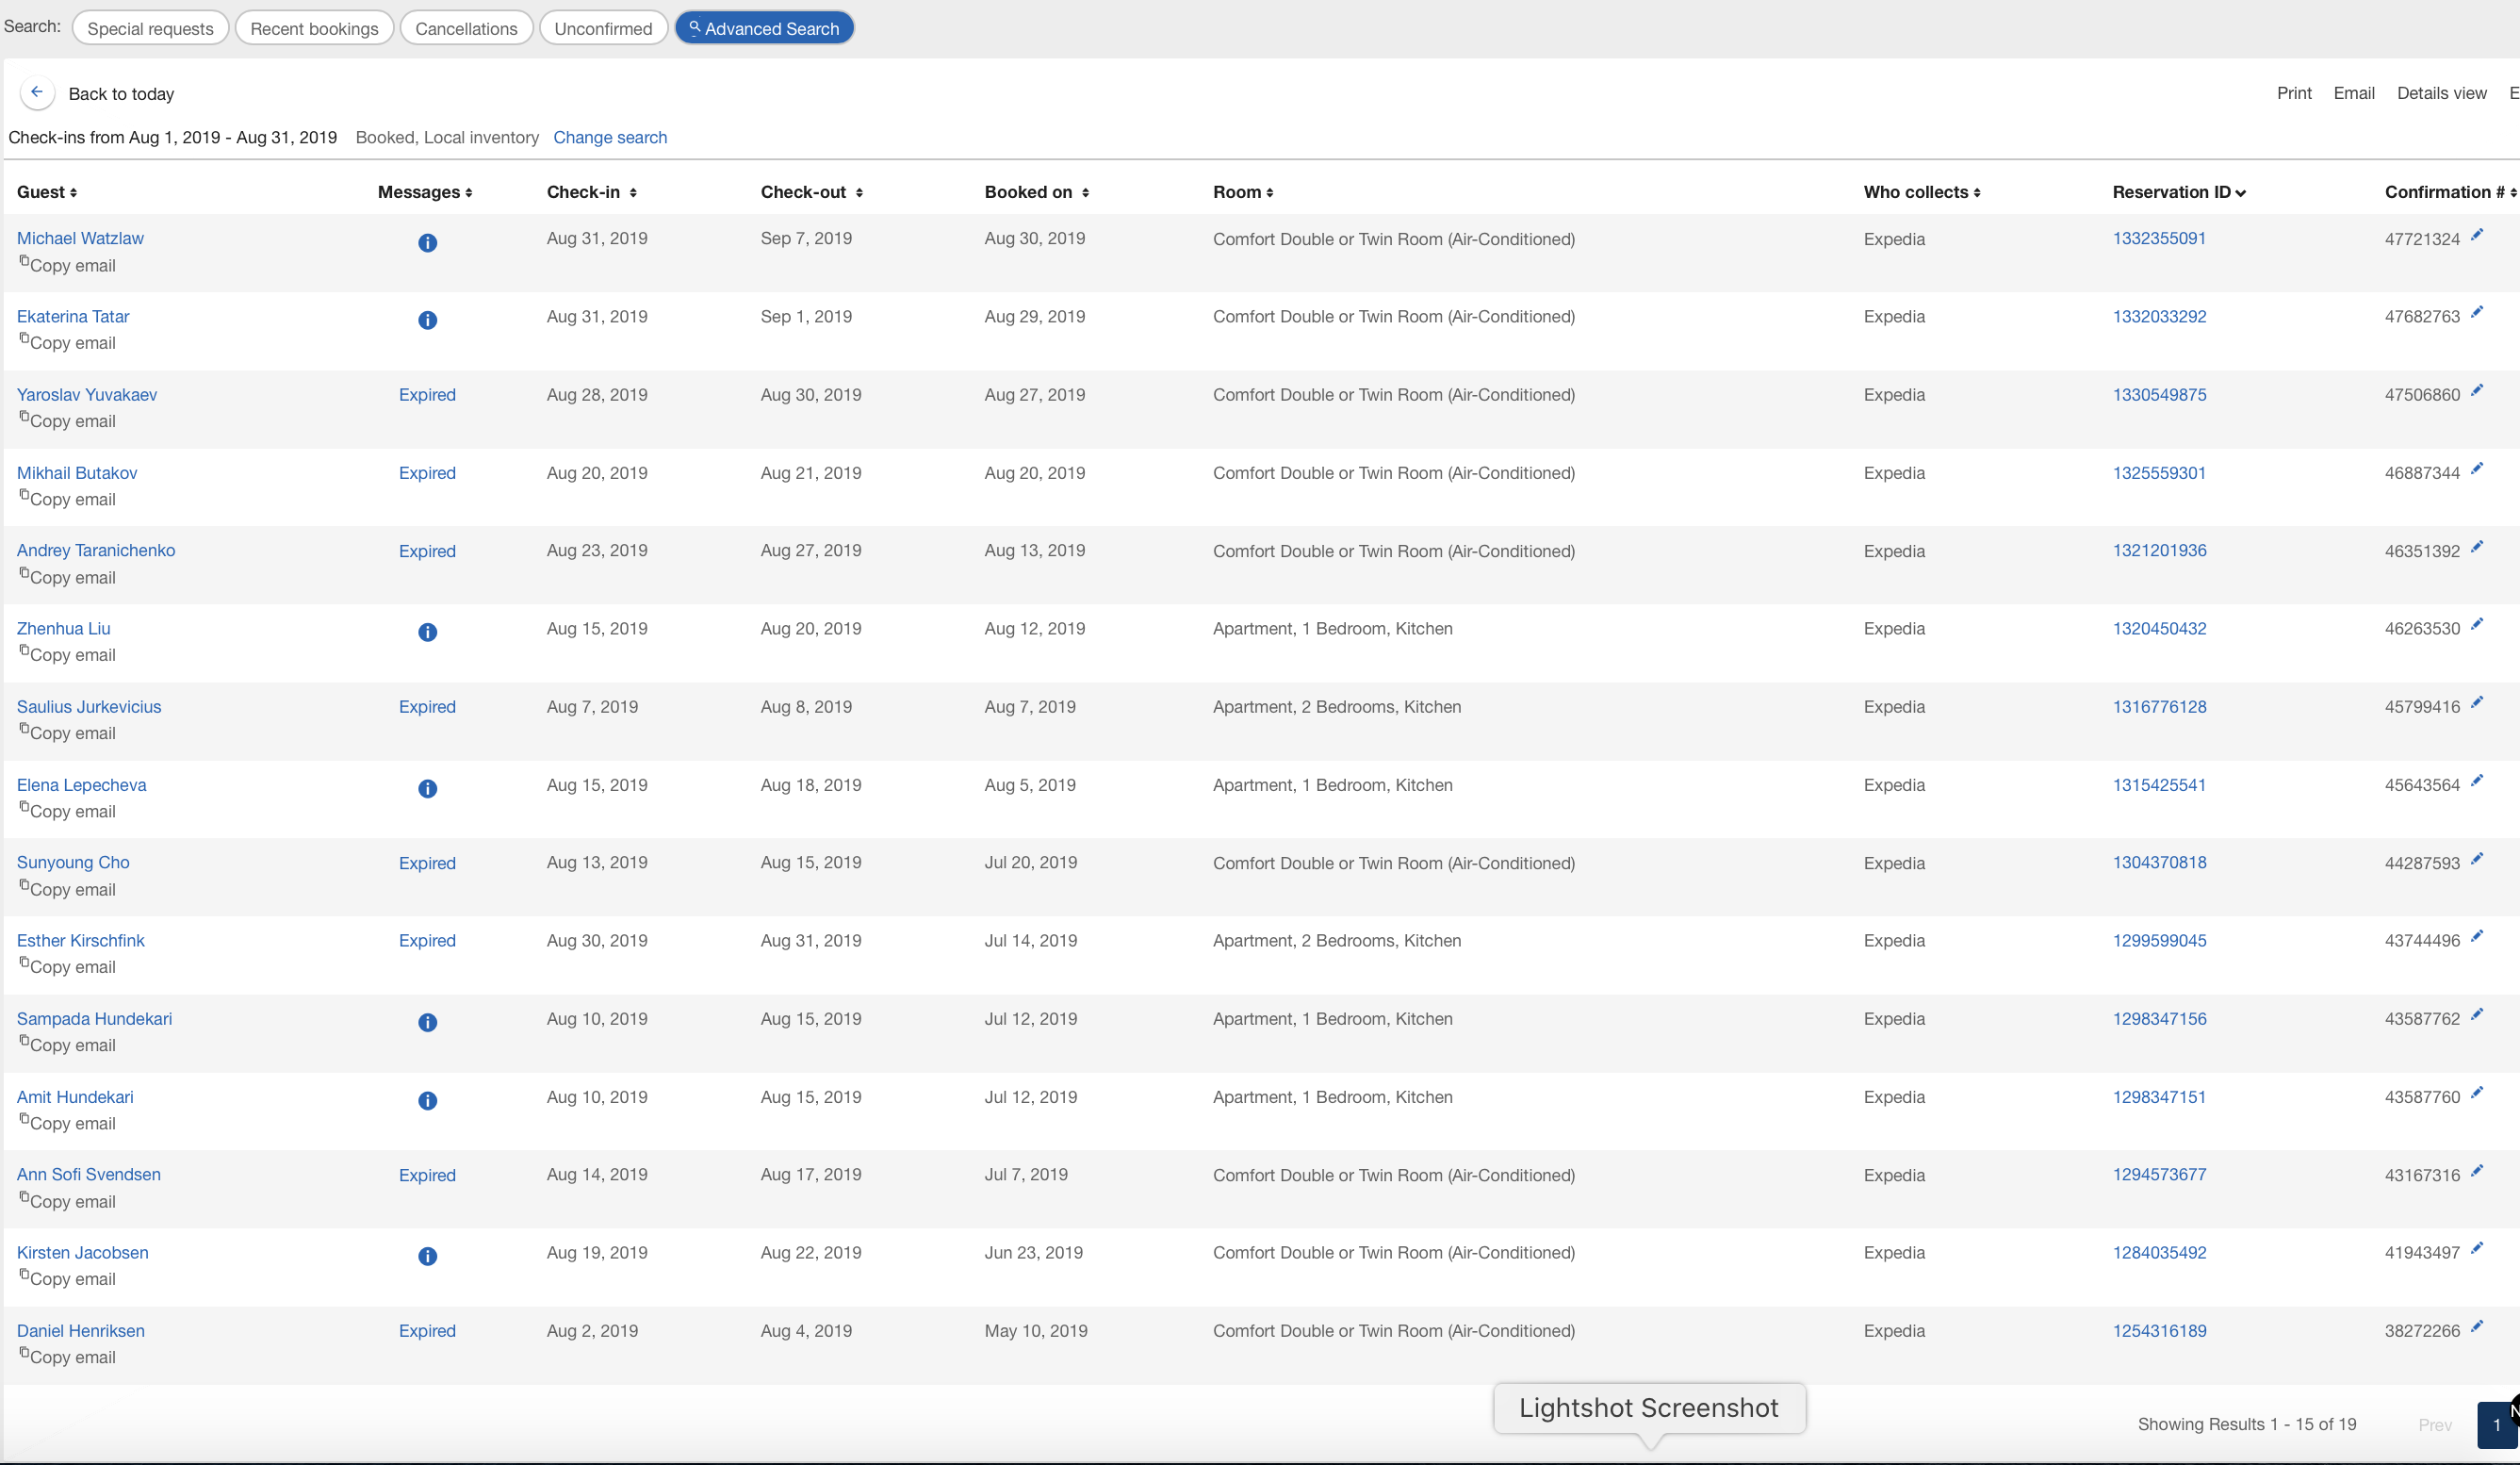 Search: Special requests Recent bookings Cancellations Unconfirmed Advanced Search
Back to today Print Email Details view
Check-ins from Aug 1, 2019 - Aug 31, 2019 Booked, Local inventory Change search
Guest Messages Check-in Check-out Booked on Room Who collects Reservation ID Confirmation #
Michael Watzlaw Aug 31, 2019 Sep 7, 2019 Aug 30, 2019 Comfort Double or Twin Room (Air-Conditioned) Expedia 1332355091 47721324
Copy email
Ekaterina Tatar Aug 31, 2019 Sep 1, 2019 Aug 29, 2019 Comfort Double or Twin Room (Air-Conditioned) Expedia 1332033292 47682763
Copy email
Yaroslav Yuvakaev Expired Aug 28, 2019 Aug 30, 2019 Aug 27, 2019 Comfort Double or Twin Room (Air-Conditioned) Expedia 1330549875 47506860
Copy email
Mikhail Butakov Expired Aug 20, 2019 Aug 21, 2019 Aug 20, 2019 Comfort Double or Twin Room (Air-Conditioned) Expedia 1325559301 46887344
Copy email
Andrey Taranichenko Expired Aug 23, 2019 Aug 27, 2019 Aug 13, 2019 Comfort Double or Twin Room (Air-Conditioned) Expedia 1321201936 46351392
Copy email
Zhenhua Liu Aug 15, 2019 Aug 20, 2019 Aug 12, 2019 Apartment, 1 Bedroom, Kitchen Expedia 1320450432 46263530
Copy email
Saulius Jurkevicius Expired Aug 7, 2019 Aug 8, 2019 Aug 7, 2019 Apartment, 2 Bedrooms, Kitchen Expedia 1316776128 45799416
Copy email
Elena Lepecheva Aug 15, 2019 Aug 18, 2019 Aug 5, 2019 Apartment, 1 Bedroom, Kitchen Expedia 1315425541 45643564
Copy email
Sunyoung Cho Expired Aug 13, 2019 Aug 15, 2019 Jul 20, 2019 Comfort Double or Twin Room (Air-Conditioned) Expedia 1304370818 44287593
Copy email
Esther Kirschfink Expired Aug 30, 2019 Aug 31, 2019 Jul 14, 2019 Apartment, 2 Bedrooms, Kitchen Expedia 1299599045 43744496
Copy email
Sampada Hundekari Aug 10, 2019 Aug 15, 2019 Jul 12, 2019 Apartment, 1 Bedroom, Kitchen Expedia 1298347156 43587762
Copy email
Amit Hundekari Aug 10, 2019 Aug 15, 2019 Jul 12, 2019 Apartment, 1 Bedroom, Kitchen Expedia 1298347151 43587760
Copy email
Ann Sofi Svendsen Expired Aug 14, 2019 Aug 17, 2019 Jul 7, 2019 Comfort Double or Twin Room (Air-Conditioned) Expedia 1294573677 43167316
Copy email
Kirsten Jacobsen Aug 19, 2019 Aug 22, 2019 Jun 23, 2019 Comfort Double or Twin Room (Air-Conditioned) Expedia 1284035492 41943497
Copy email
Daniel Henriksen Expired Aug 2, 2019 Aug 4, 2019 May 10, 2019 Comfort Double or Twin Room (Air-Conditioned) Expedia 1254316189 38272266
Copy email
Lightshot Screenshot
Showing Results 1 - 15 of 19 Prev 1